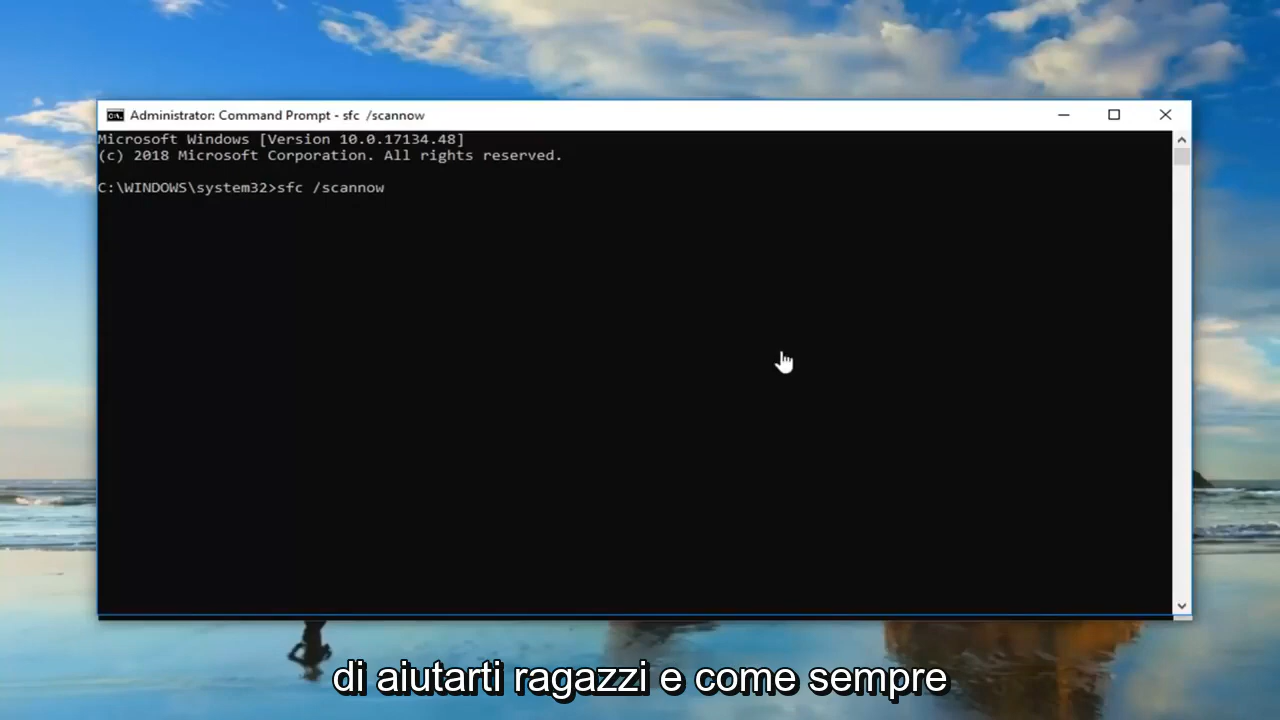 Administrator: Command Prompt - sfc  /scannow
Microsoft Windows [Version 10.0.17134.48]
(c) 2018 Microsoft Corporation. All rights reserved.
C:\WINDOWS\system32>sfc /scannow
di aiutarti ragazzi e come sempre